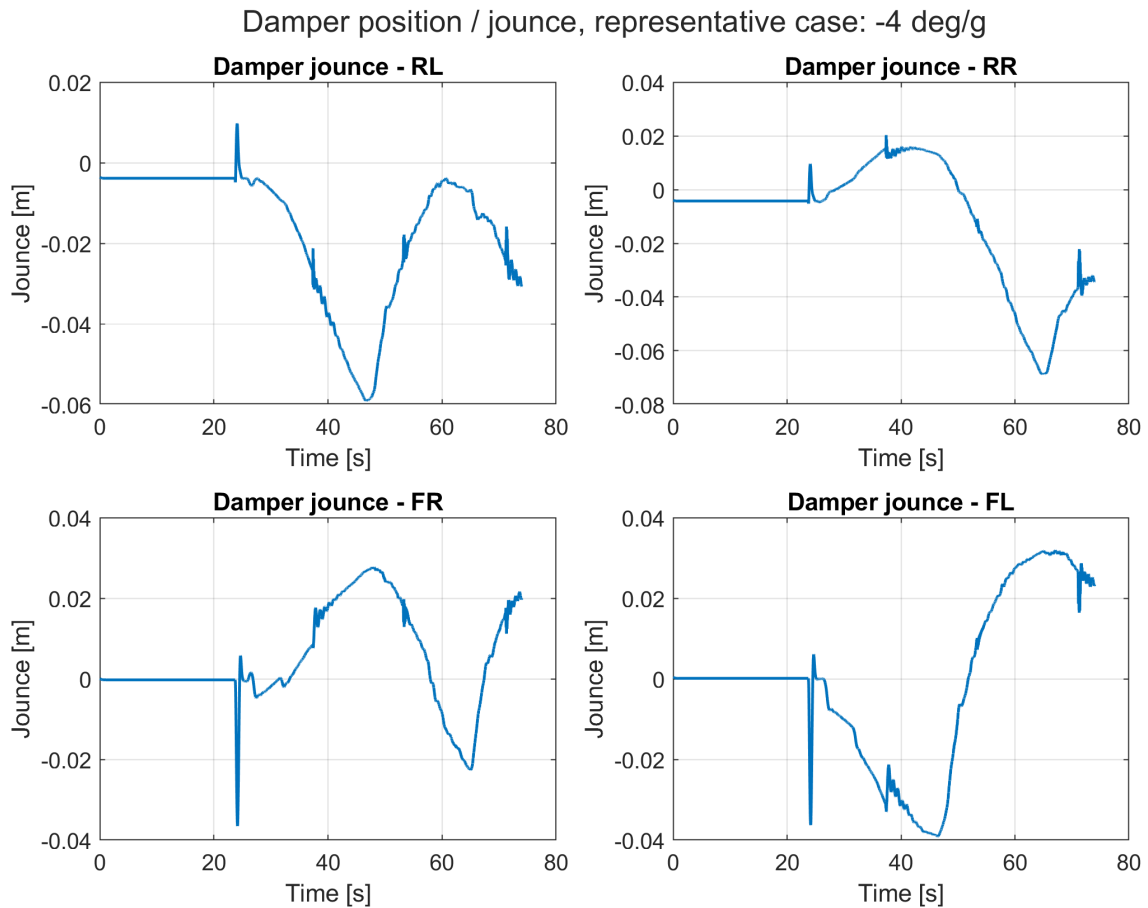 Damper position / jounce, representative case: -4 deg/g
Damper jounce - RL
0.02
0
-0.02
-0.04
-0.06
Jounce [m]
0 20 40 60 80
Time [s]
Damper jounce - RR
0.04
0.02
0
-0.02
-0.04
-0.06
-0.08
Jounce [m]
0 20 40 60 80
Time [s]
Damper jounce - FR
0.04
0.02
0
-0.02
-0.04
Jounce [m]
0 20 40 60 80
Time [s]
Damper jounce - FL
0.04
0.02
0
-0.02
-0.04
Jounce [m]
0 20 40 60 80
Time [s]